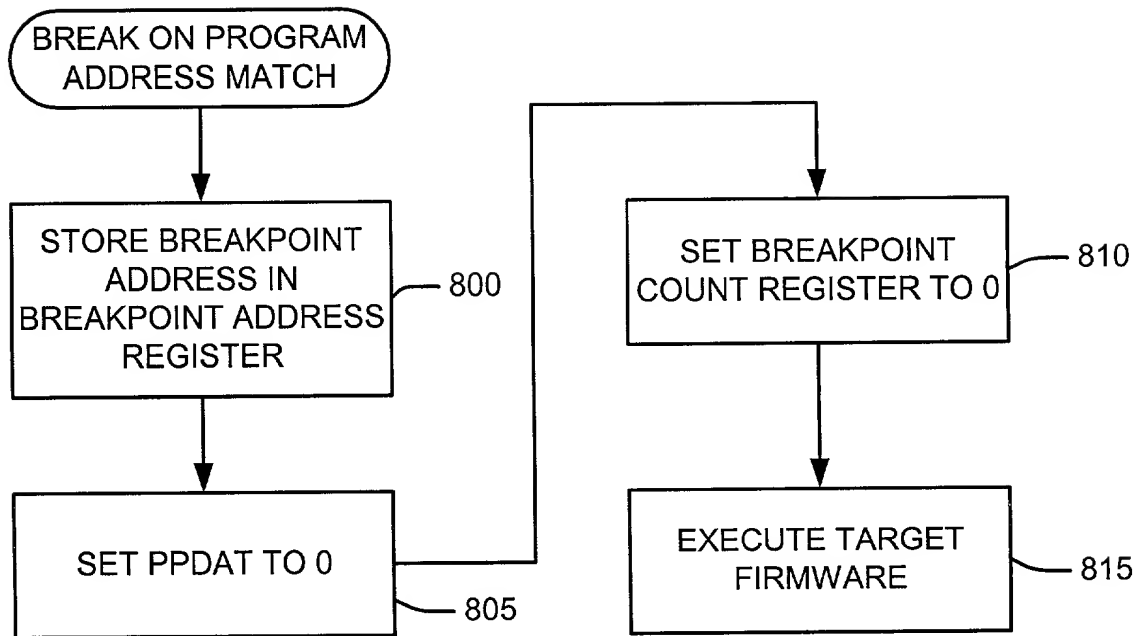 BREAK ON PROGRAM
ADDRESS MATCH
STORE BREAKPOINT
ADDRESS IN
BREAKPOINT ADDRESS
REGISTER
800
SET PPDAT TO 0
805
SET BREAKPOINT
COUNT REGISTER TO 0
810
EXECUTE TARGET
FIRMWARE
815